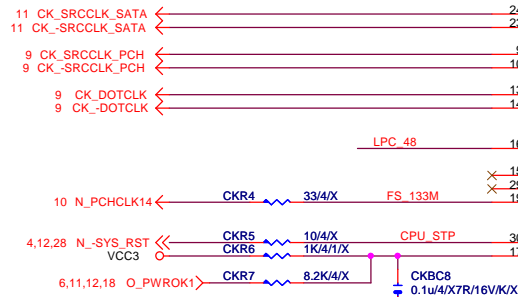 11 CK_SRCCLK_SATA
11 CK_-SRCCLK_SATA
9 CK_SRCCLK_PCH
9 CK_-SRCCLK_PCH
9 CK_DOTCLK
9 CK_-DOTCLK
LPC_48
10 N_PCHCLK14 CKR4 33/4/X FS_133M
4,12,28 N_-SYS_RST CKR5 10/4/X CPU_STP
VCC3 CKR6 1K/4/1/X
6,11,12,18 O_PWROK1 CKR7 8.2K/4/X
CKBC8
0.1u/4/X7R/16V/K/X